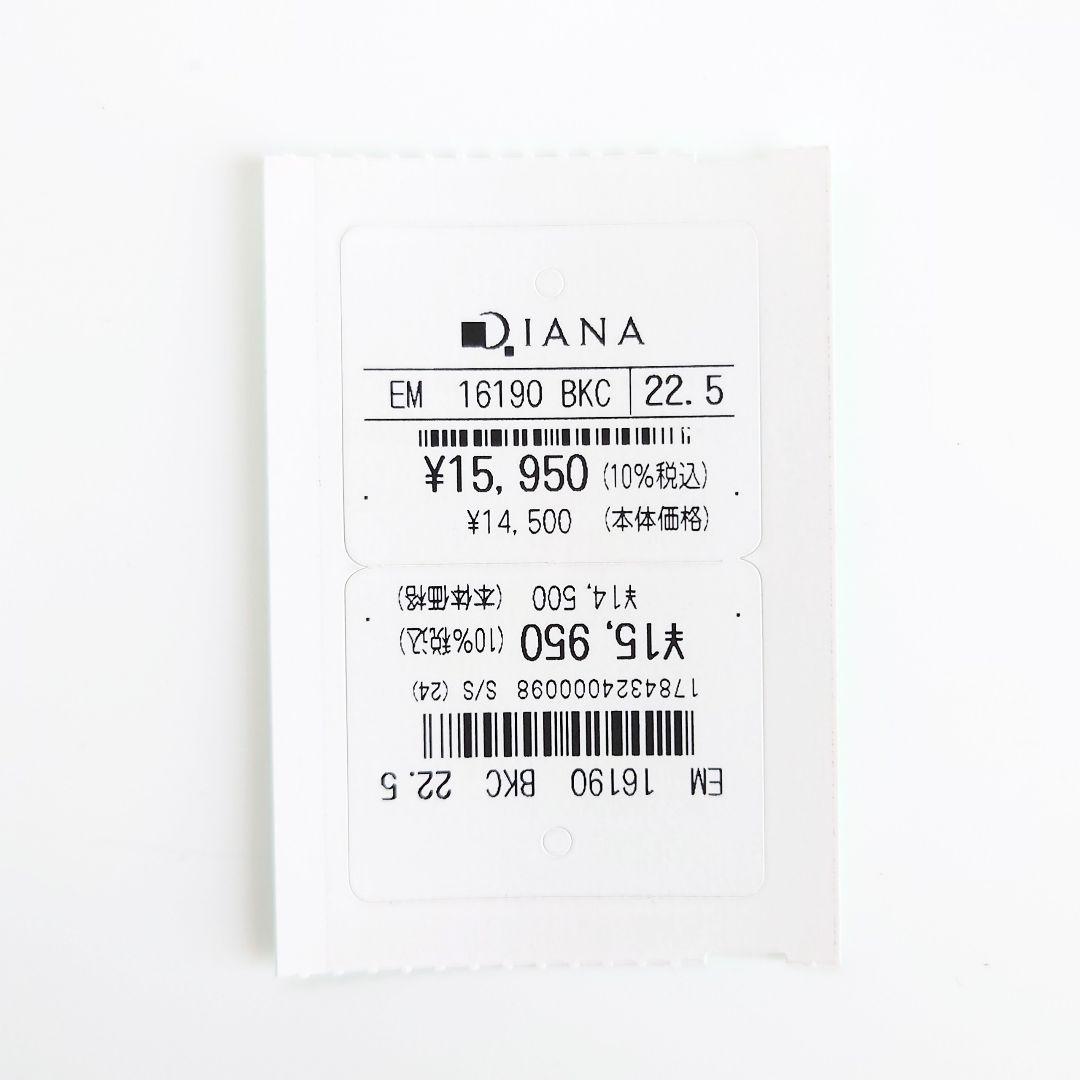 DIANA
EM 16190 BKC 22.5
¥15,950 (10%税込)
¥14,500 (本体価格)
EM 16190 BKC 22.5
1784324000098 S/S (24)
¥15,950 (10%税込)
¥14,500 (本体価格)